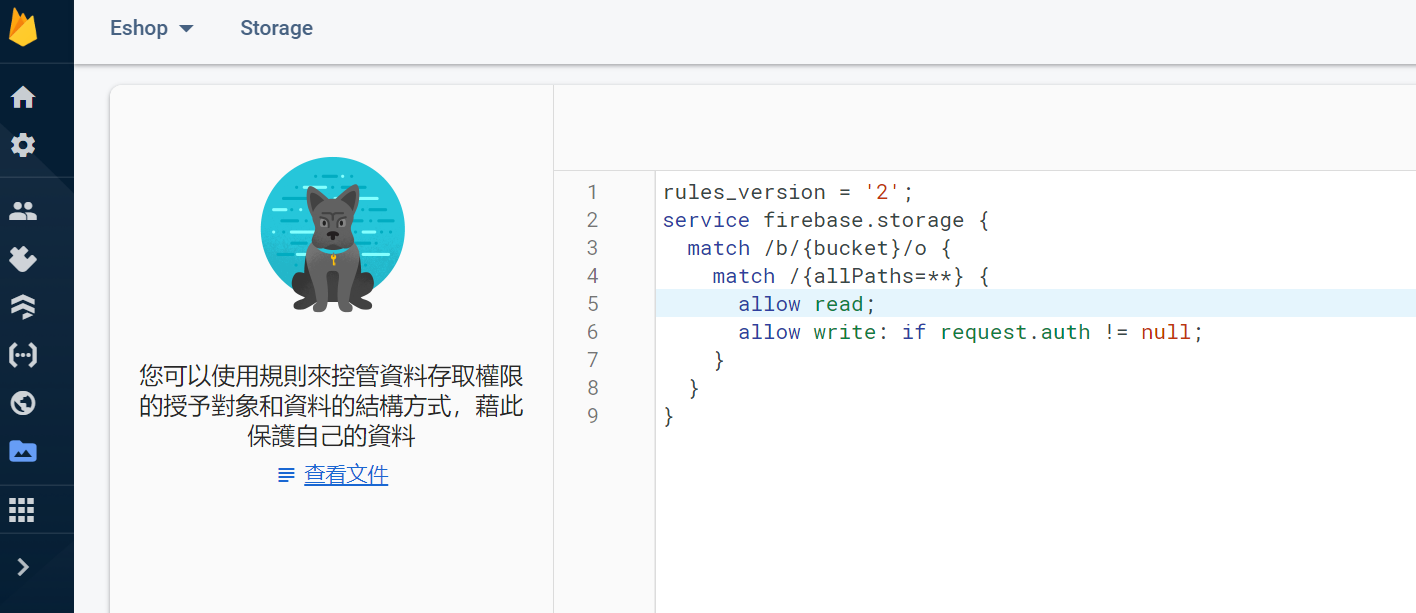 Eshop Storage
您可以使用規則來控管資料存取權限
的授予對象和資料的結構方式，藉此
保護自己的資料
查看文件
1 rules_version = '2';
2 service firebase.storage {
3   match /b/{bucket}/o {
4     match /{allPaths=**} {
5       allow read;
6       allow write: if request.auth != null;
7     }
8   }
9 }